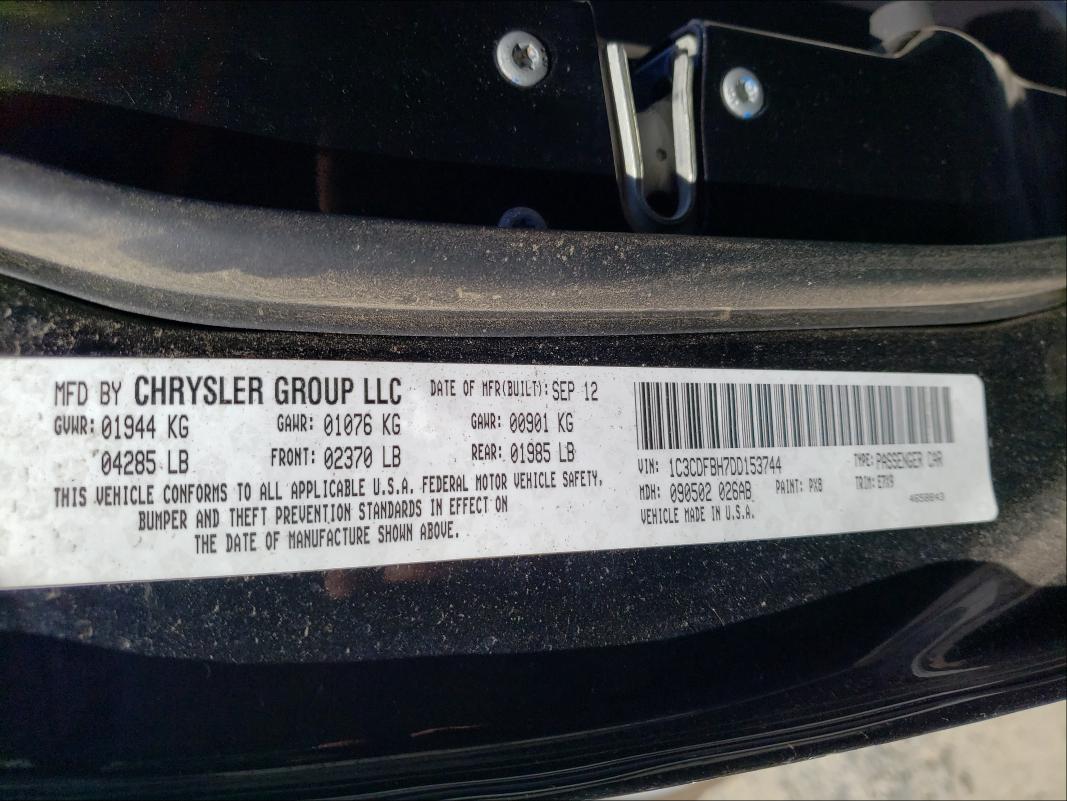 MFD BY CHRYSLER GROUP LLC DATE OF MFR(BUILT): SEP 12
GVWR: 01944 KG GAWR: 01076 KG GAWR: 00901 KG
04285 LB FRONT: 02370 LB REAR: 01985 LB
THIS VEHICLE CONFORMS TO ALL APPLICABLE U.S.A. FEDERAL MOTOR VEHICLE SAFETY,
BUMPER AND THEFT PREVENTION STANDARDS IN EFFECT ON
THE DATE OF MANUFACTURE SHOWN ABOVE.
VIN: 1C3CDFBH7DD153744 TYPE: PASSENGER CAR
MDH: 090502 026AB PAINT: PX8 TRIM: E7X9
VEHICLE MADE IN U.S.A.